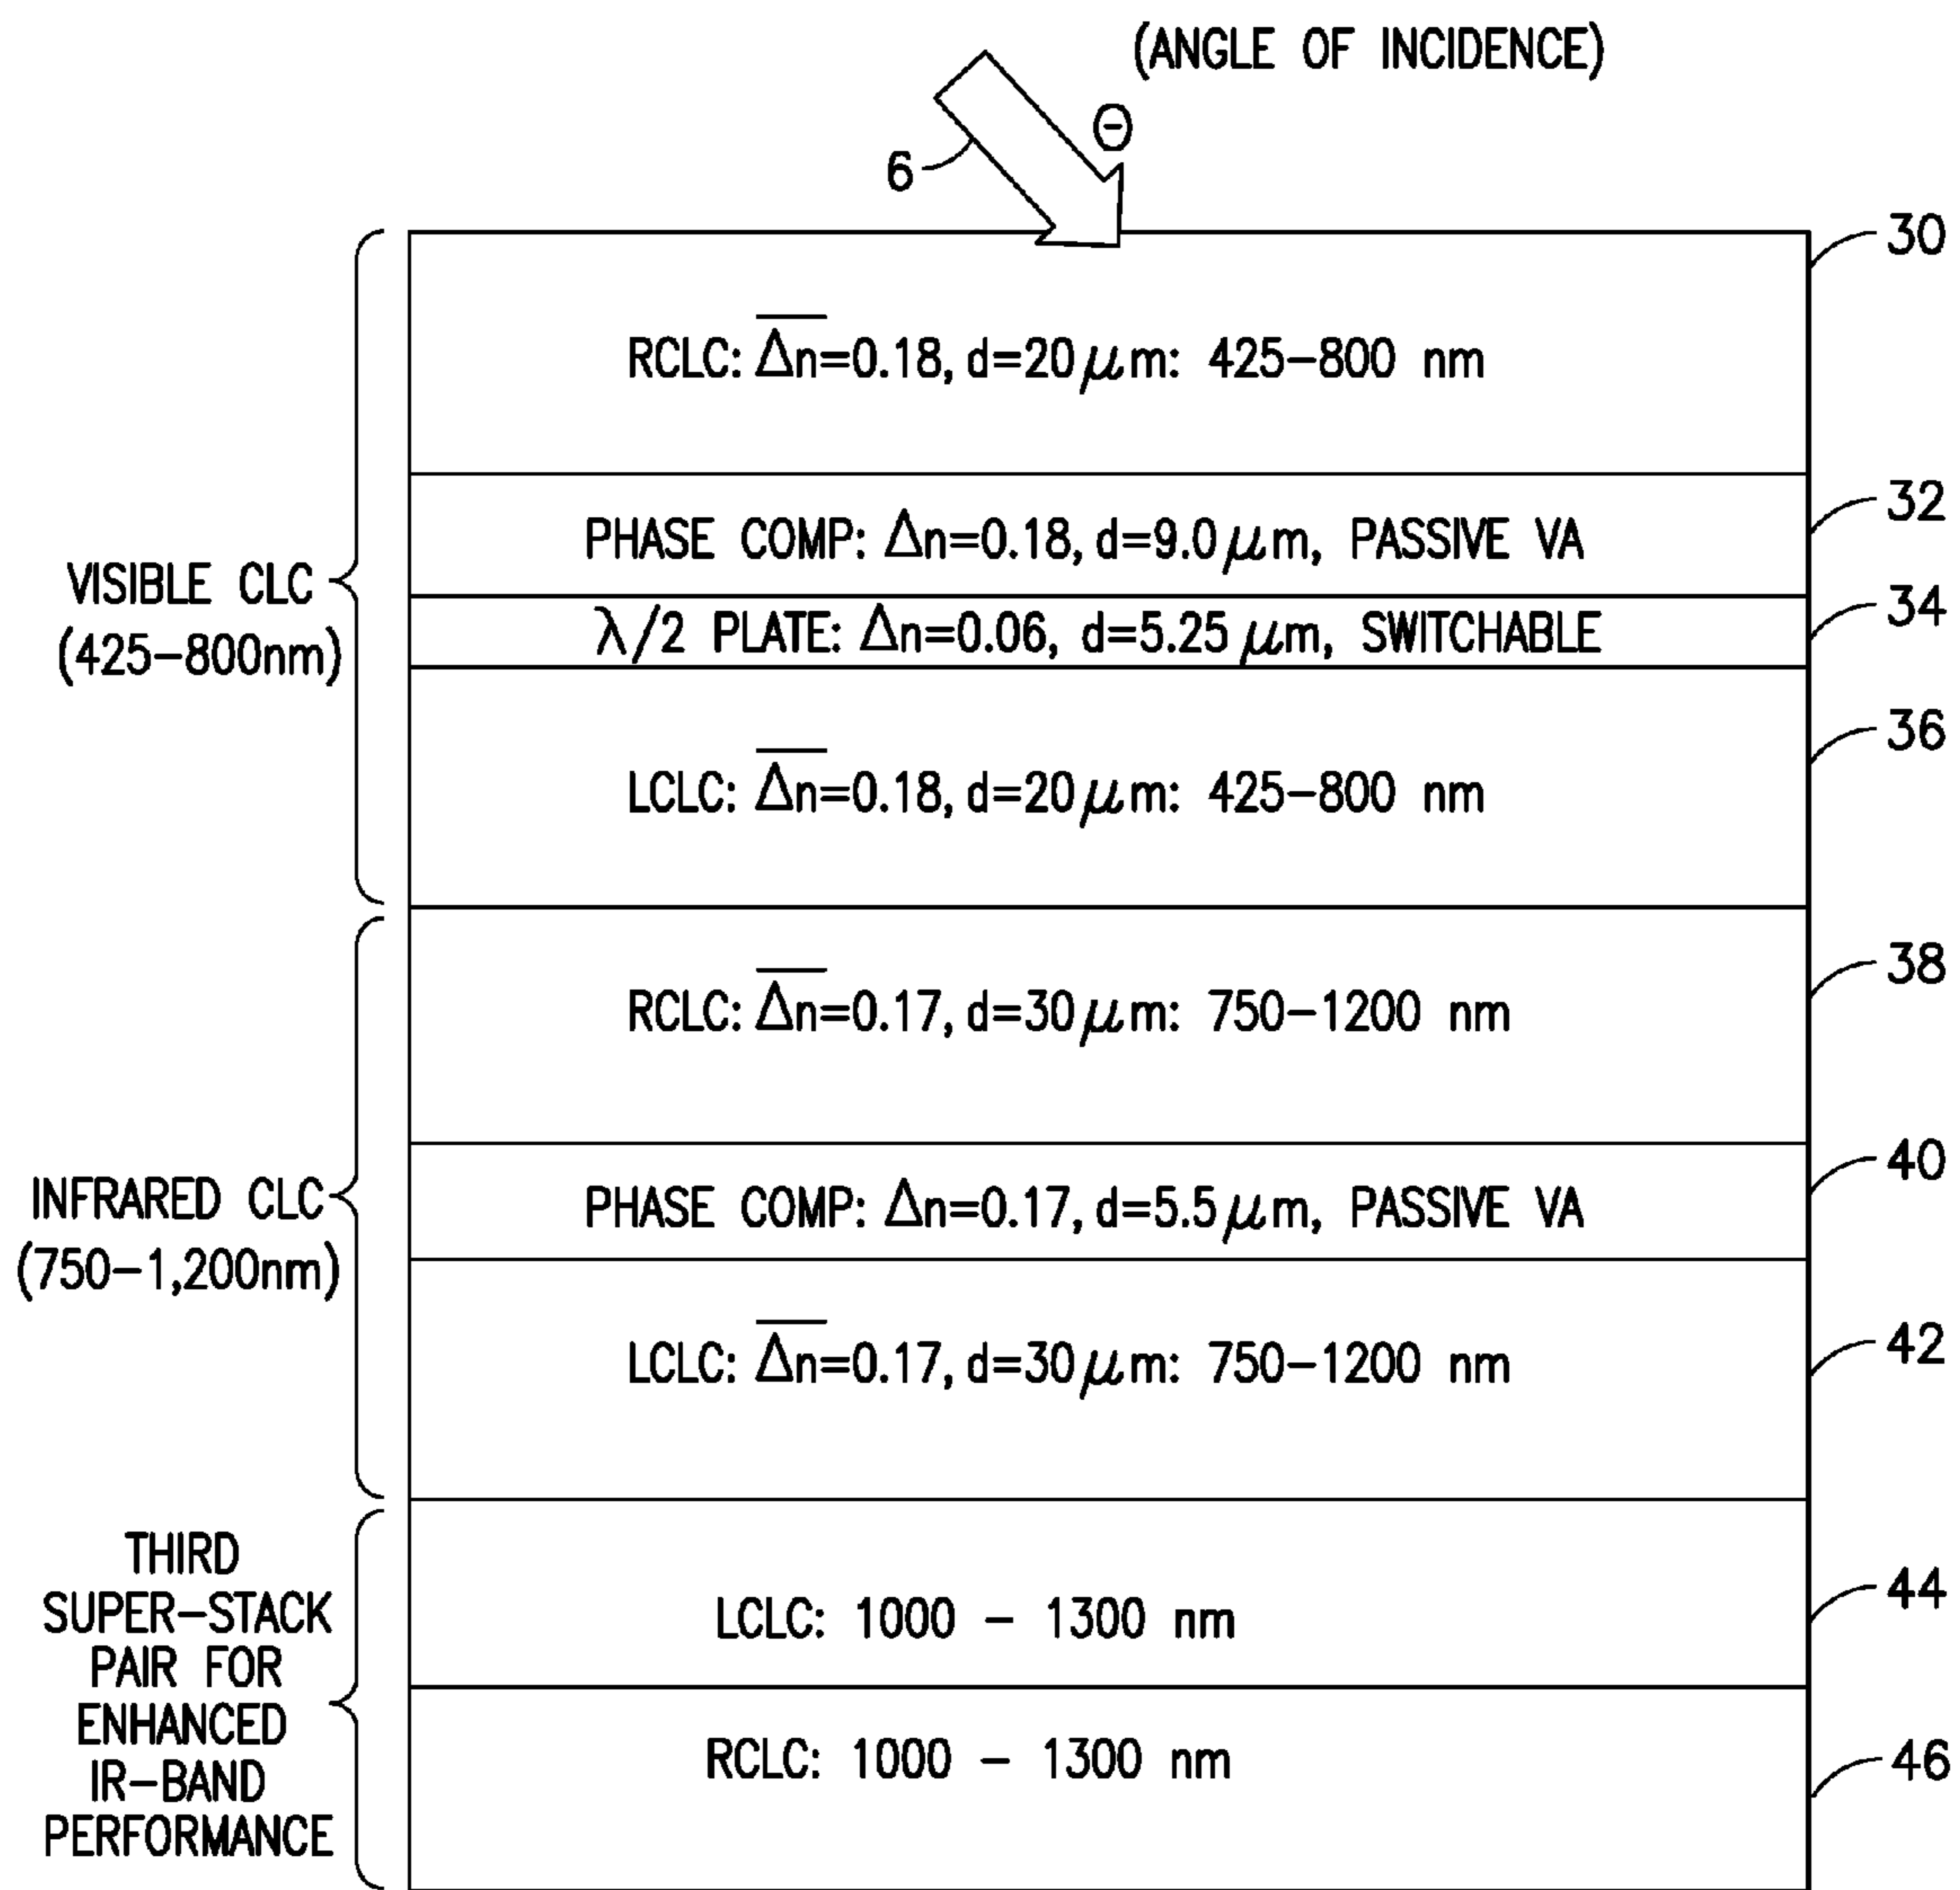 (ANGLE OF INCIDENCE)
Θ
6
30
RCLC: Δn=0.18, d=20μm: 425-800 nm
32
PHASE COMP: Δn=0.18, d=9.0μm, PASSIVE VA
VISIBLE CLC
(425-800nm)
34
λ/2 PLATE: Δn=0.06, d=5.25μm, SWITCHABLE
36
LCLC: Δn=0.18, d=20μm: 425-800 nm
38
RCLC: Δn=0.17, d=30μm: 750-1200 nm
40
INFRARED CLC
(750-1,200nm)
PHASE COMP: Δn=0.17, d=5.5μm, PASSIVE VA
42
LCLC: Δn=0.17, d=30μm: 750-1200 nm
THIRD
SUPER-STACK
PAIR FOR
ENHANCED
IR-BAND
PERFORMANCE
44
LCLC: 1000 - 1300 nm
RCLC: 1000 - 1300 nm
46